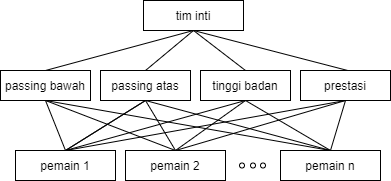 tim inti
passing bawah
passing atas
tinggi badan
prestasi
pemain 1
pemain 2
pemain n